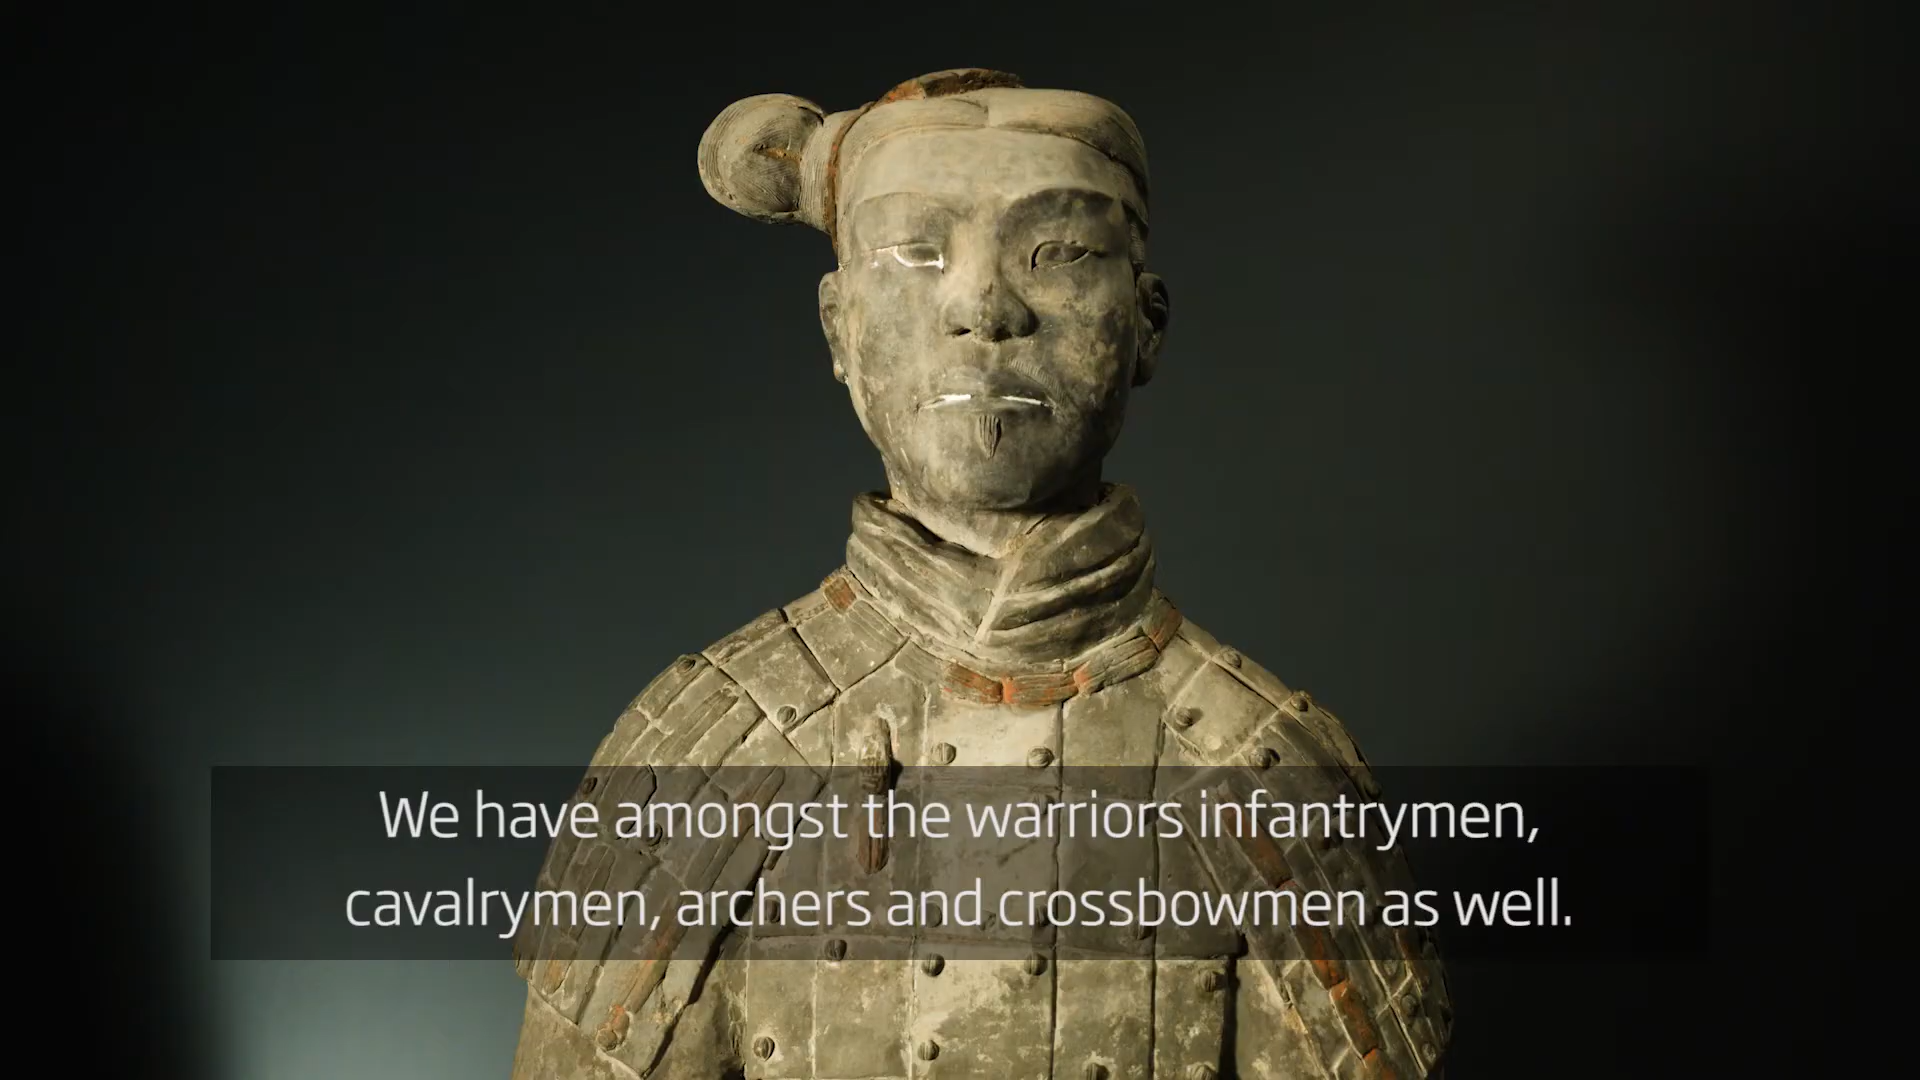 We have amongst the warriors infantrymen,
cavalrymen, archers and crossbowmen as well.